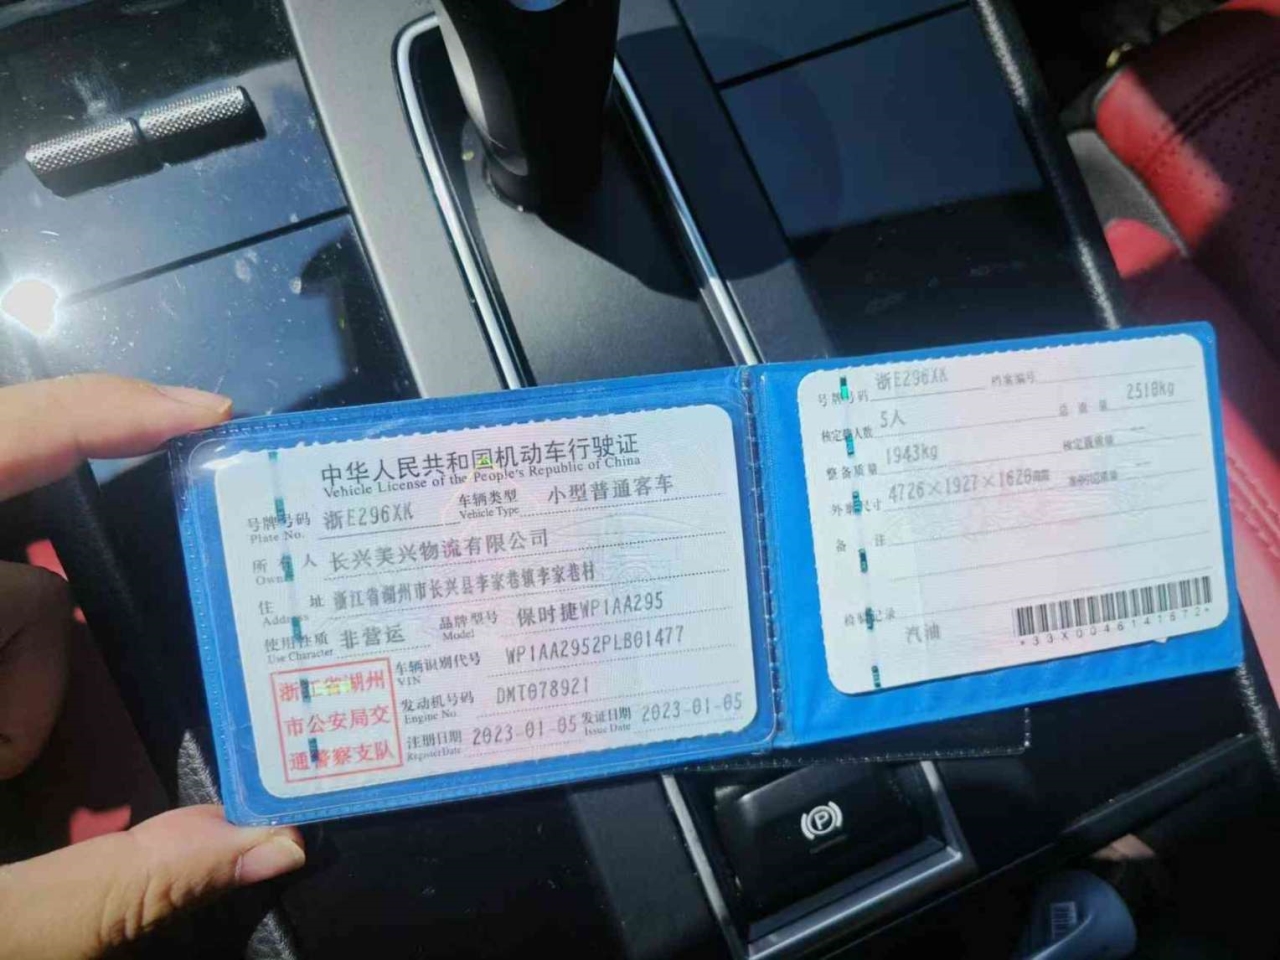 中华人民共和国机动车行驶证
Vehicle License of the People's Republic of China
号牌号码 浙E296XK 车辆类型 小型普通客车
Plate No. Vehicle Type
所有人 长兴美兴物流有限公司
Owner
住址 浙江省湖州市长兴县李家巷镇李家巷村
Address
使用性质 非营运 品牌型号 保时捷WP1AA295
Use Character Model
浙江省湖州
市公安局交
通警察支队
车辆识别代号 WP1AA2952PLB01477
VIN
发动机号码 DMT078921
Engine No.
注册日期 2023-01-05 发证日期 2023-01-05
Register Date Issue Date
号牌号码 浙E296XK 档案编号
核定载人数 5人 总质量 2518kg
整备质量 1943kg 核定载质量 --
外廓尺寸 4726×1927×1628mm 准牵引总质量 --
备注
检验记录
汽油
*33X0046141672*
P